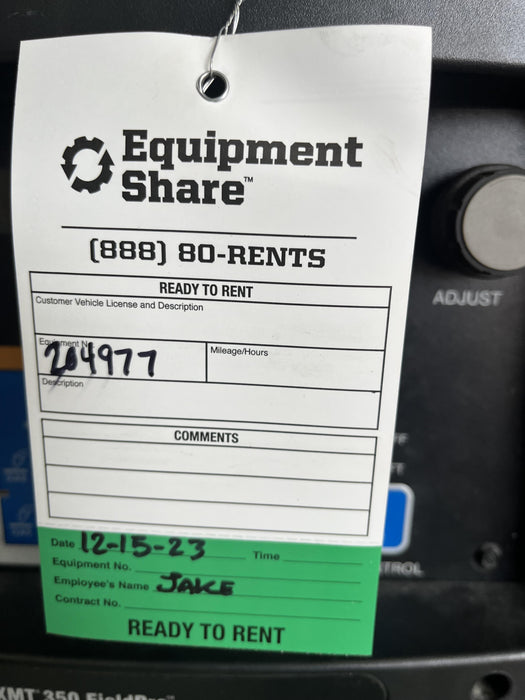 Equipment
Share™
(888) 80-RENTS
READY TO RENT
Customer Vehicle License and Description
Equipment No.
204977
Mileage/Hours
Description
COMMENTS
Date 12-15-23 Time
Equipment No.
Employee's Name JAKE
Contract No.
READY TO RENT
ADJUST
XMT 350 FieldPro™